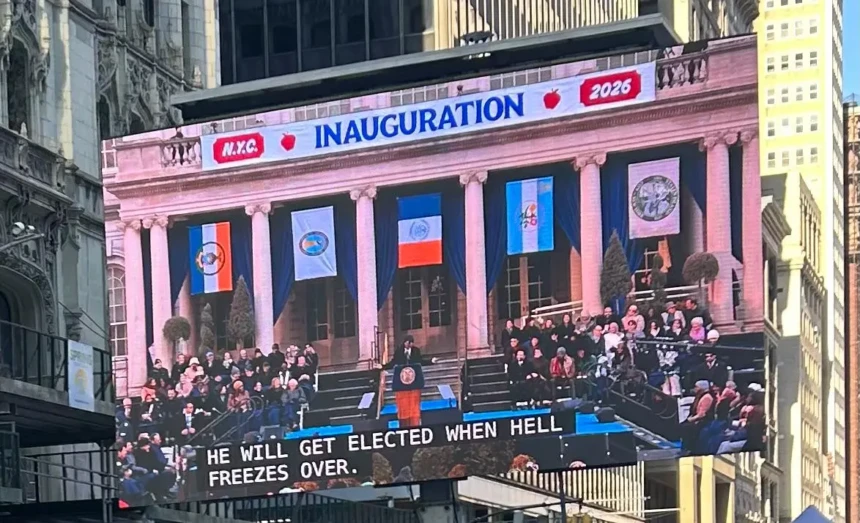 N.Y.C. INAUGURATION 2026
HE WILL GET ELECTED WHEN HELL
FREEZES OVER.